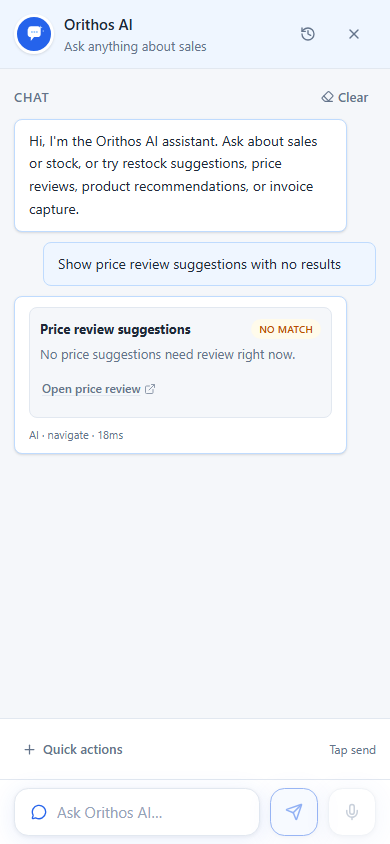 Orithos AI
Ask anything about sales
CHAT
Clear
Hi, I'm the Orithos AI assistant. Ask about sales
or stock, or try restock suggestions, price
reviews, product recommendations, or invoice
capture.
Show price review suggestions with no results
Price review suggestions
NO MATCH
No price suggestions need review right now.
Open price review
AI · navigate · 18ms
Quick actions
Tap send
Ask Orithos AI...